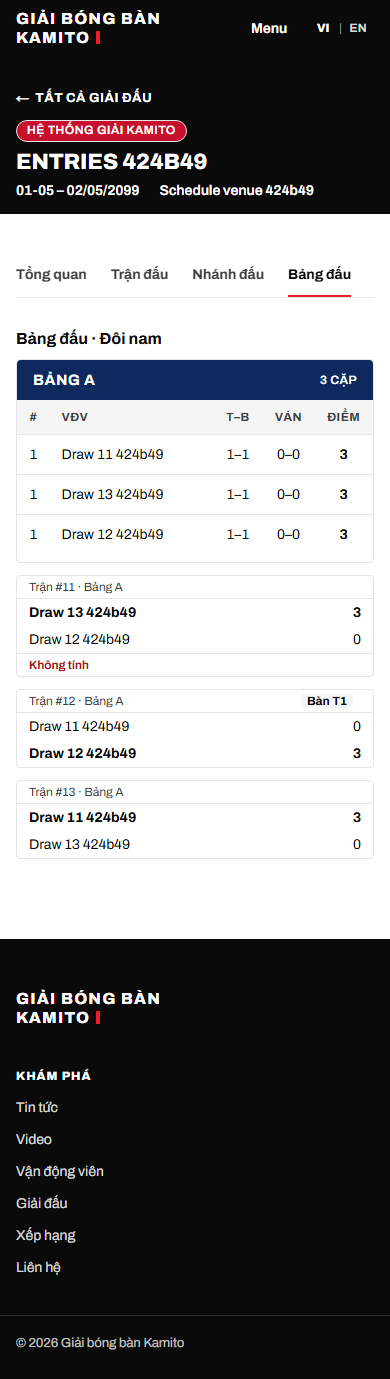 GIẢI BÓNG BÀN
KAMITO
Menu
VI | EN
← TẤT CẢ GIẢI ĐẤU
HỆ THỐNG GIẢI KAMITO
ENTRIES 424B49
01-05 – 02/05/2099 Schedule venue 424b49
Tổng quan Trận đấu Nhánh đấu Bảng đấu
Bảng đấu · Đôi nam
BẢNG A 3 CẶP
# VĐV T–B VÁN ĐIỂM
1 Draw 11 424b49 1–1 0–0 3
1 Draw 13 424b49 1–1 0–0 3
1 Draw 12 424b49 1–1 0–0 3
Trận #11 · Bảng A
Draw 13 424b49 3
Draw 12 424b49 0
Không tính
Trận #12 · Bảng A Bàn T1
Draw 11 424b49 0
Draw 12 424b49 3
Trận #13 · Bảng A
Draw 11 424b49 3
Draw 13 424b49 0
GIẢI BÓNG BÀN
KAMITO
KHÁM PHÁ
Tin tức
Video
Vận động viên
Giải đấu
Xếp hạng
Liên hệ
© 2026 Giải bóng bàn Kamito